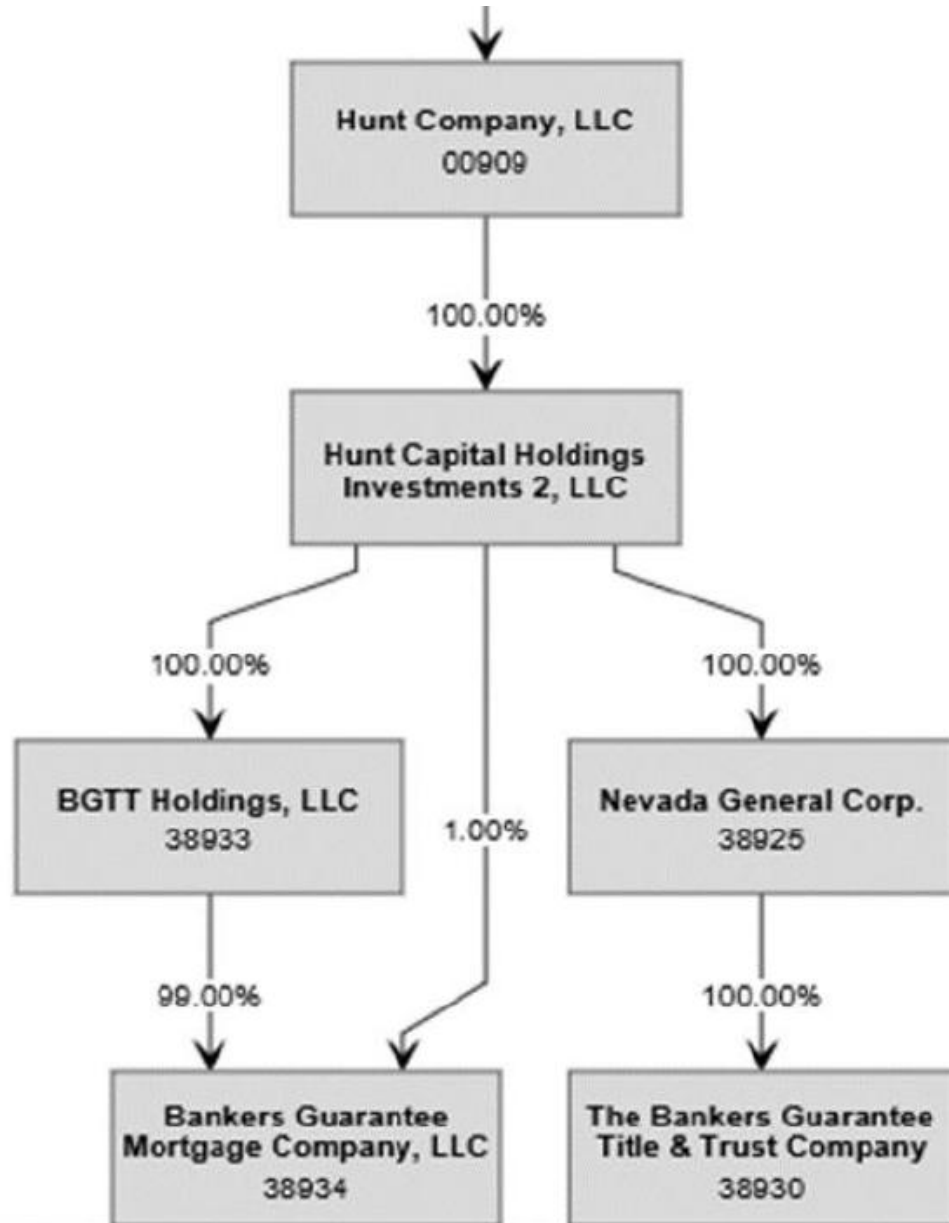 Hunt Company, LLC
00909
100.00%
Hunt Capital Holdings
Investments 2, LLC
100.00%
100.00%
BGTT Holdings, LLC
38933
1.00%
Nevada General Corp.
38925
99.00%
100.00%
Bankers Guarantee
Mortgage Company, LLC
38934
The Bankers Guarantee
Title & Trust Company
38930